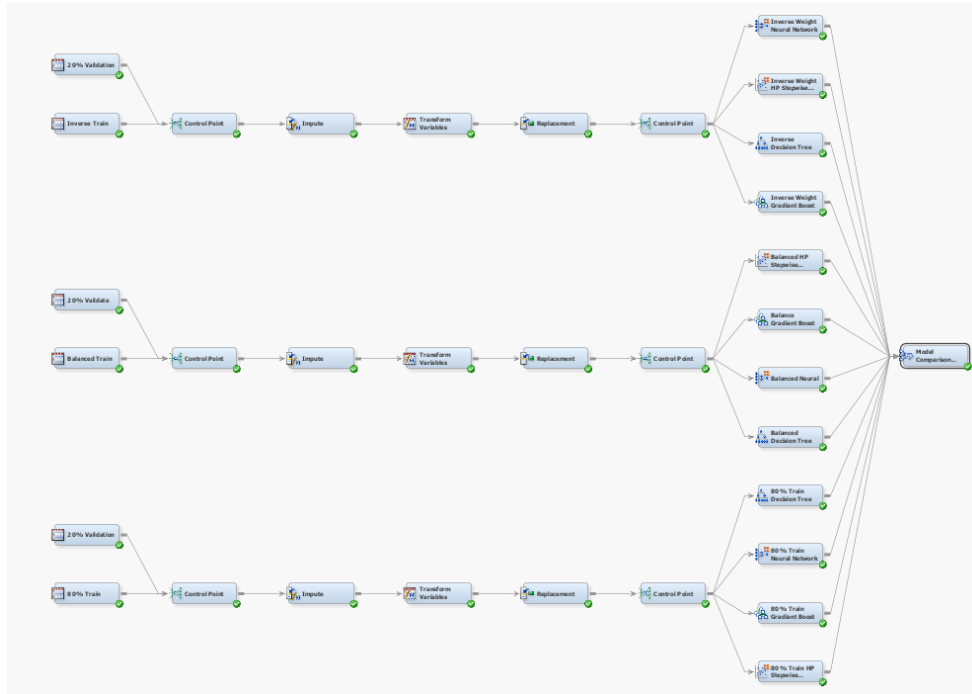 Inverse Weight
Neural Network
20% Validation
Inverse Weight
HP Stepwise...
Inverse Train
Control Point
Impute
Transform
Variables
Replacement
Control Point
Inverse
Decision Tree
Inverse Weight
Gradient Boost
Balanced HP
Stepwise...
20% Validate
Balance
Gradient Boost
Balanced Train
Control Point
Impute
Transform
Variables
Replacement
Control Point
Model
Comparison...
Balanced Neural
Balanced
Decision Tree
80% Train
Decision Tree
20% Validation
80% Train
Neural Network
80% Train
Control Point
Impute
Transform
Variables
Replacement
Control Point
80% Train
Gradient Boost
80% Train HP
Stepwise...